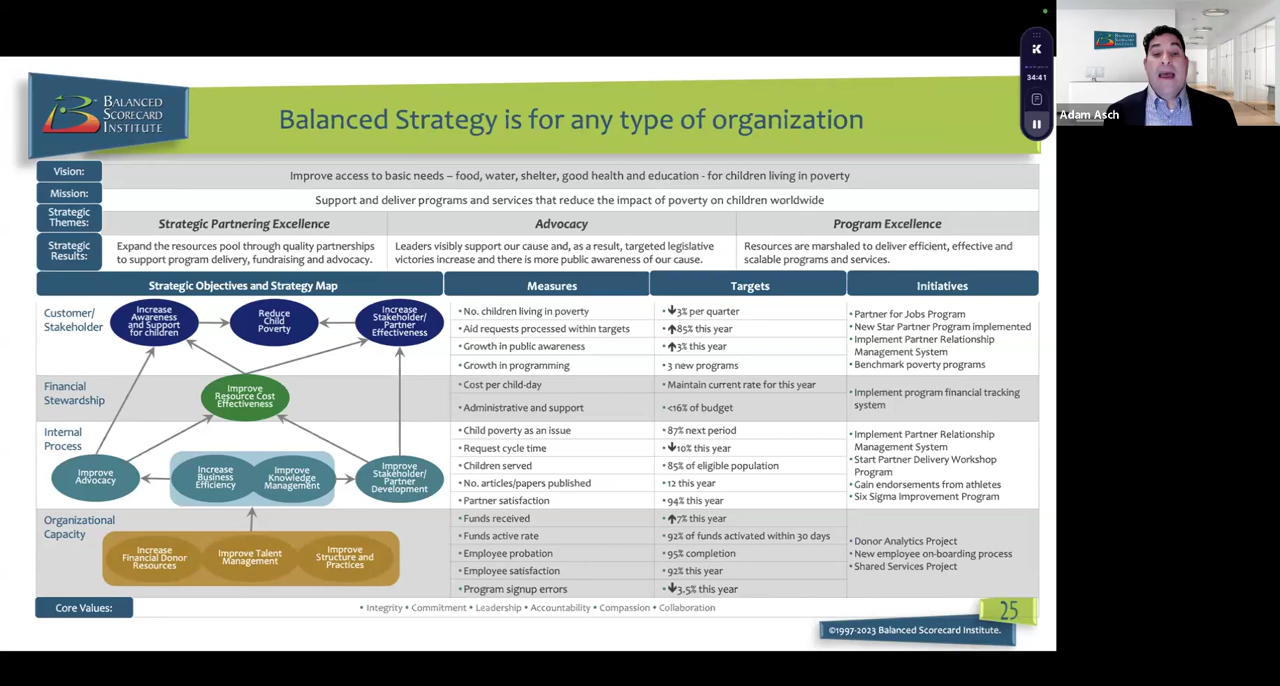 BALANCED
SCORECARD
INSTITUTE
Balanced Strategy is for any type of organization
34:41
BALANCED
SCORECARD
INSTITUTE
Adam Asch
Vision:
Improve access to basic needs – food, water, shelter, good health and education - for children living in poverty
Mission:
Support and deliver programs and services that reduce the impact of poverty on children worldwide
Strategic
Themes:
Strategic Partnering Excellence
Advocacy
Program Excellence
Strategic
Results:
Expand the resources pool through quality partnerships
to support program delivery, fundraising and advocacy.
Leaders visibly support our cause and, as a result, targeted legislative
victories increase and there is more public awareness of our cause.
Resources are marshaled to deliver efficient, effective and
scalable programs and services.
Strategic Objectives and Strategy Map
Measures
Targets
Initiatives
Customer/
Stakeholder
Increase
Awareness
and Support
for children
Reduce
Child
Poverty
Increase
Stakeholder/
Partner
Effectiveness
• No. children living in poverty
• 🡇3% per quarter
• Aid requests processed within targets
• 🡅85% this year
• Growth in public awareness
• 🡅3% this year
• Growth in programming
• 3 new programs
• Partner for Jobs Program
• New Star Partner Program implemented
• Implement Partner Relationship
Management System
• Benchmark poverty programs
Financial
Stewardship
Improve
Resource Cost
Effectiveness
• Cost per child-day
• Maintain current rate for this year
• Administrative and support
• <16% of budget
• Implement program financial tracking
system
Internal
Process
Improve
Advocacy
Increase
Business
Efficiency
Improve
Knowledge
Management
Improve
Stakeholder/
Partner
Development
• Child poverty as an issue
• 87% next period
• Request cycle time
• 🡇10% this year
• Children served
• 85% of eligible population
• No. articles/papers published
• 12 this year
• Partner satisfaction
• 94% this year
• Implement Partner Relationship
Management System
• Start Partner Delivery Workshop
Program
• Gain endorsements from athletes
• Six Sigma Improvement Program
Organizational
Capacity
Increase
Financial Donor
Resources
Improve Talent
Management
Improve
Structure and
Practices
• Funds received
• 🡅7% this year
• Funds active rate
• 92% of funds activated within 30 days
• Employee probation
• 95% completion
• Employee satisfaction
• 92% this year
• Program signup errors
• 🡇3.5% this year
• Donor Analytics Project
• New employee on-boarding process
• Shared Services Project
Core Values:
• Integrity • Commitment • Leadership • Accountability • Compassion • Collaboration
25
©1997-2023 Balanced Scorecard Institute.